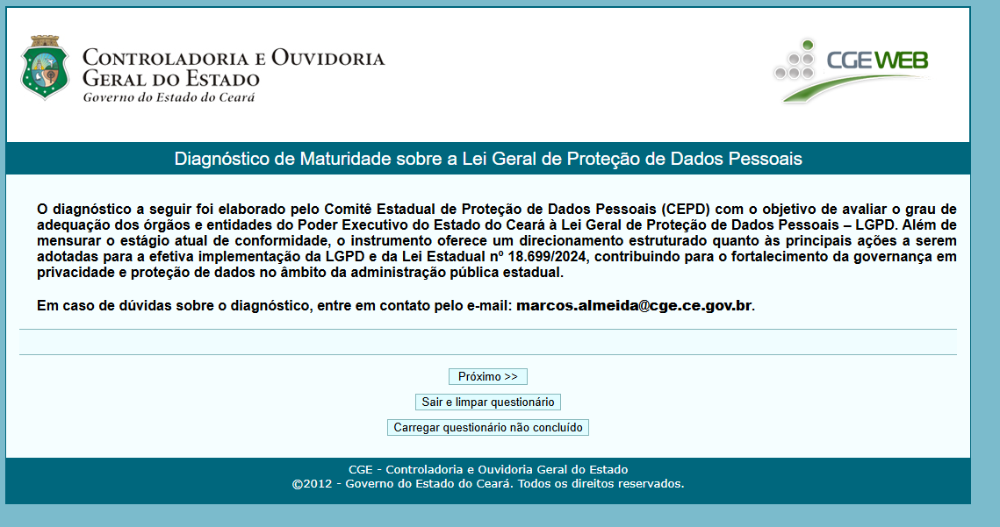 CONTROLADORIA E OUVIDORIA
GERAL DO ESTADO
Governo do Estado do Ceará
CGEWEB
Diagnóstico de Maturidade sobre a Lei Geral de Proteção de Dados Pessoais
O diagnóstico a seguir foi elaborado pelo Comitê Estadual de Proteção de Dados Pessoais (CEPD) com o objetivo de avaliar o grau de
adequação dos órgãos e entidades do Poder Executivo do Estado do Ceará à Lei Geral de Proteção de Dados Pessoais – LGPD. Além de
mensurar o estágio atual de conformidade, o instrumento oferece um direcionamento estruturado quanto às principais ações a serem
adotadas para a efetiva implementação da LGPD e da Lei Estadual nº 18.699/2024, contribuindo para o fortalecimento da governança em
privacidade e proteção de dados no âmbito da administração pública estadual.
Em caso de dúvidas sobre o diagnóstico, entre em contato pelo e-mail: marcos.almeida@cge.ce.gov.br.
Próximo >>
Sair e limpar questionário
Carregar questionário não concluído
CGE - Controladoria e Ouvidoria Geral do Estado
©2012 - Governo do Estado do Ceará. Todos os direitos reservados.